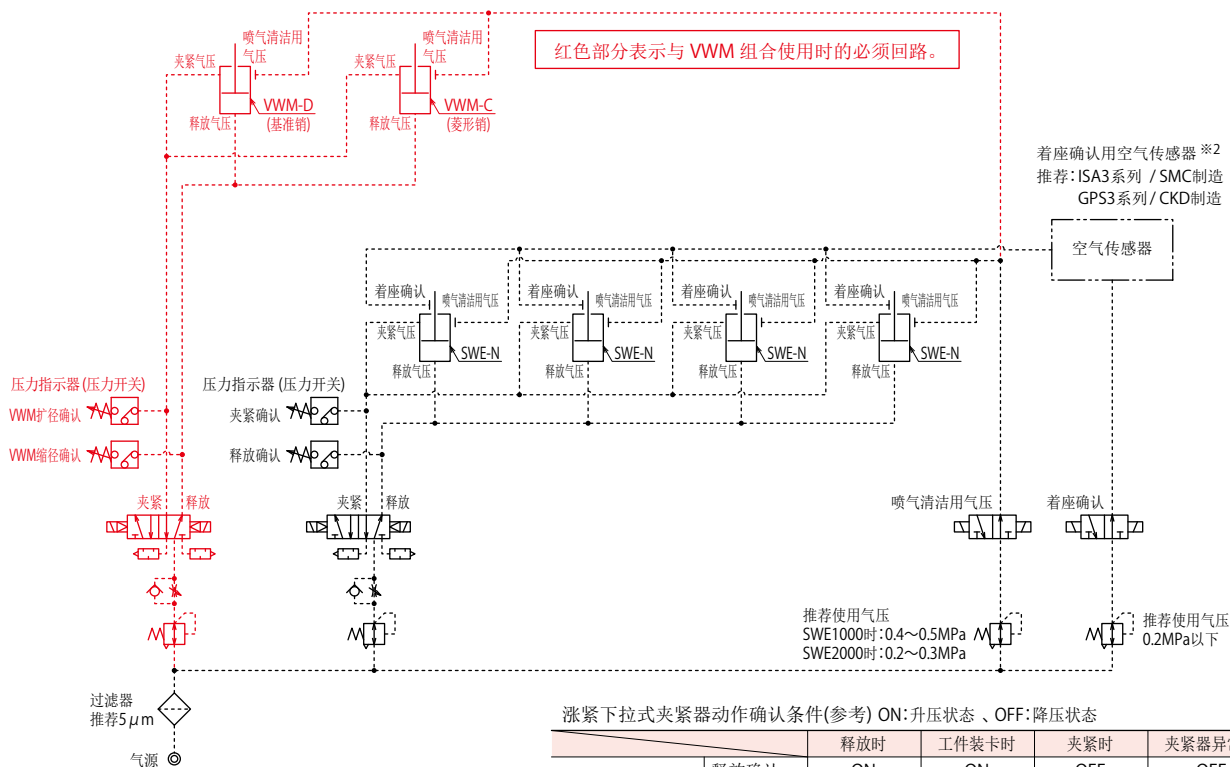 喷气清洁用
气压
喷气清洁用
气压
夹紧气压
夹紧气压
红色部分表示与 VWM 组合使用时的必须回路。
VWM-D
(基准销)
VWM-C
(菱形销)
释放气压
释放气压
着座确认用空气传感器 ※2
推荐:ISA3系列 / SMC制造
GPS3系列 / CKD制造
空气传感器
着座确认
喷气清洁用气压
着座确认
喷气清洁用气压
着座确认
喷气清洁用气压
着座确认
喷气清洁用气压
夹紧气压
夹紧气压
夹紧气压
夹紧气压
SWE-N
SWE-N
SWE-N
SWE-N
释放气压
释放气压
释放气压
释放气压
压力指示器(压力开关)
VWM扩径确认
VWM缩径确认
压力指示器(压力开关)
夹紧确认
释放确认
夹紧 释放
夹紧 释放
喷气清洁用气压
着座确认
推荐使用气压
SWE1000时:0.4～0.5MPa
SWE2000时:0.2～0.3MPa
推荐使用气压
0.2MPa以下
过滤器
推荐5μm
气源
涨紧下拉式夹紧器动作确认条件(参考) ON:升压状态 、OFF:降压状态
释放时 工件装卡时 夹紧时 夹紧器异
释放确认 ON ON OFF OFF